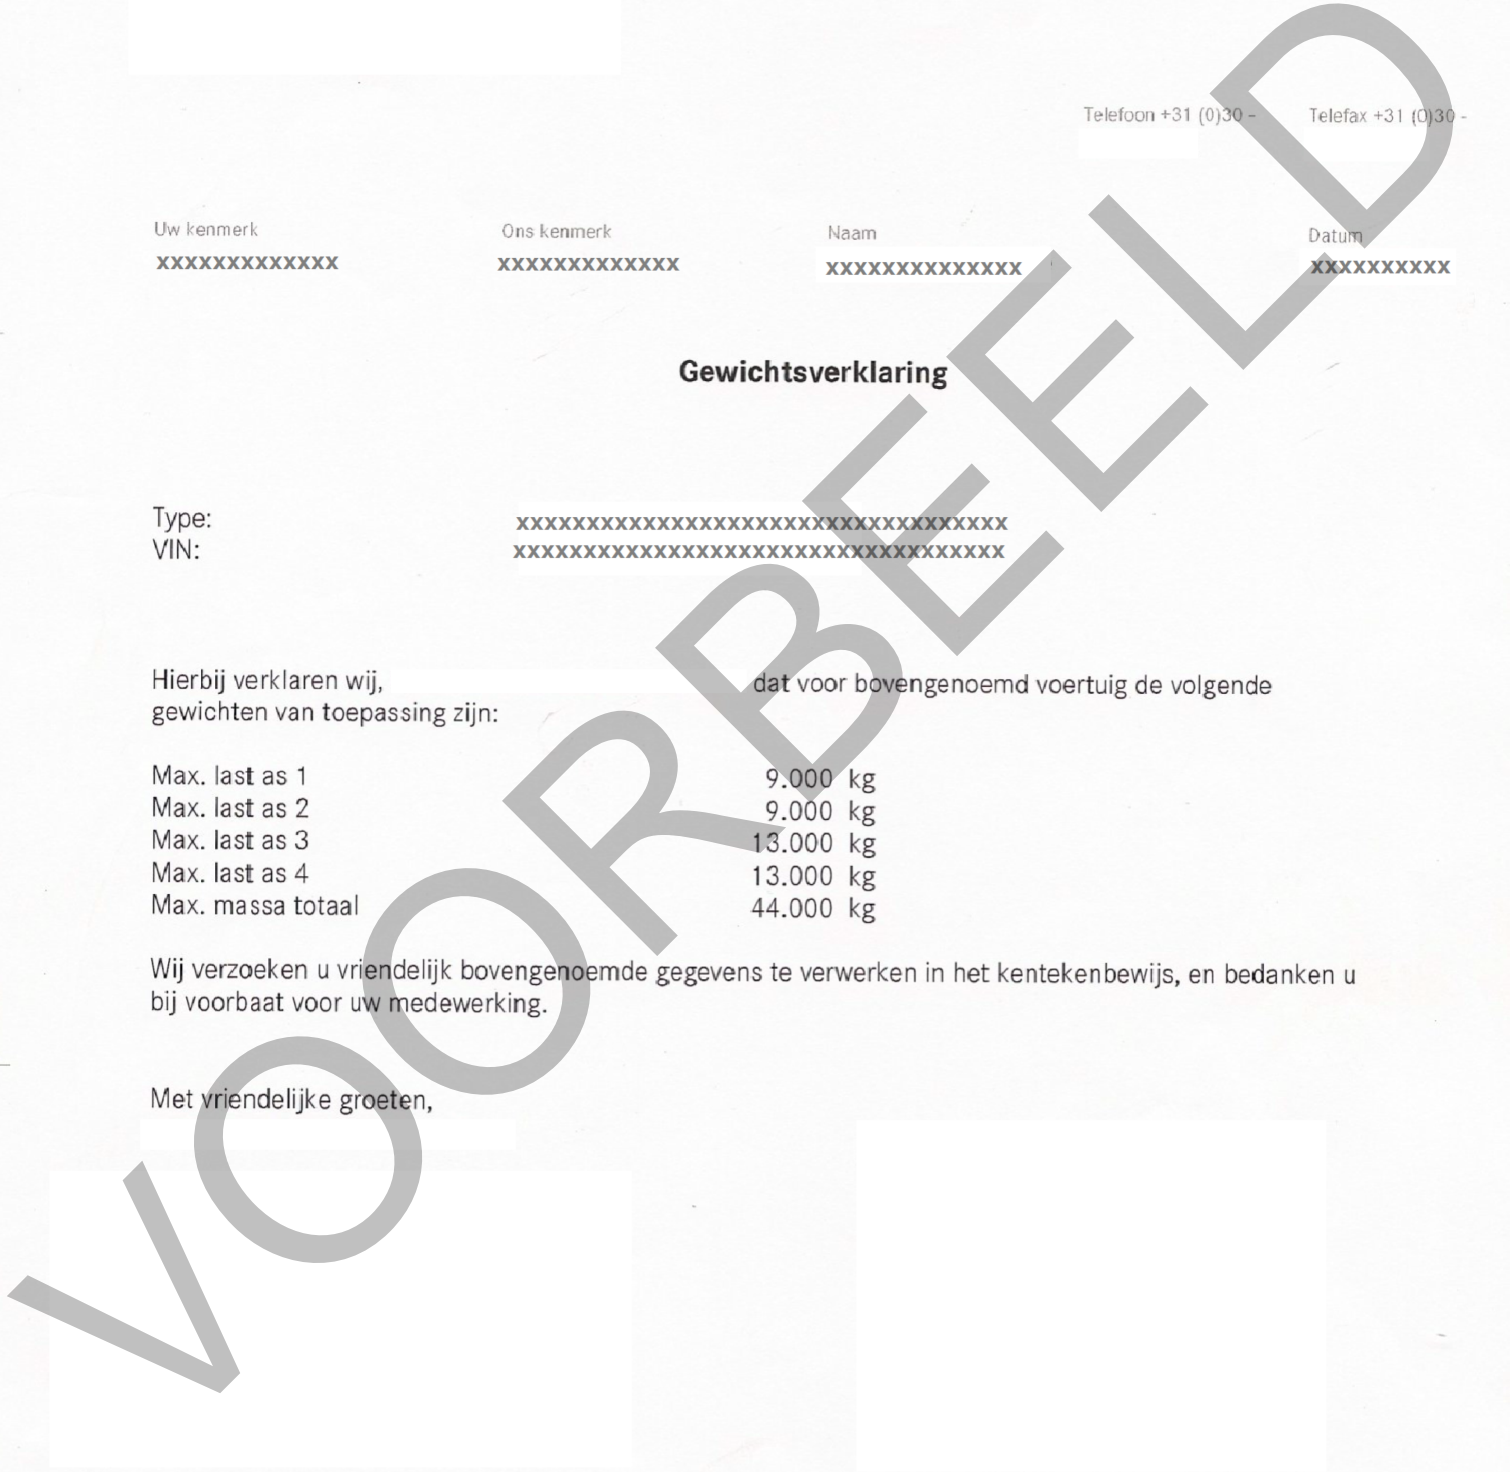 Telefoon +31 (0)30 – Telefax +31 (0)30 -
Uw kenmerk Ons kenmerk Naam Datum
xxxxxxxxxxxxx xxxxxxxxxxxxx xxxxxxxxxxxxxx xxxxxxxxxx
Gewichtsverklaring
Type: xxxxxxxxxxxxxxxxxxxxxxxxxxxxxxxxxxx
VIN: xxxxxxxxxxxxxxxxxxxxxxxxxxxxxxxxxxx
Hierbij verklaren wij, dat voor bovengenoemd voertuig de volgende
gewichten van toepassing zijn:
Max. last as 1 9.000 kg
Max. last as 2 9.000 kg
Max. last as 3 13.000 kg
Max. last as 4 13.000 kg
Max. massa totaal 44.000 kg
Wij verzoeken u vriendelijk bovengenoemde gegevens te verwerken in het kentekenbewijs, en bedanken u
bij voorbaat voor uw medewerking.
Met vriendelijke groeten,
VOORBEELD